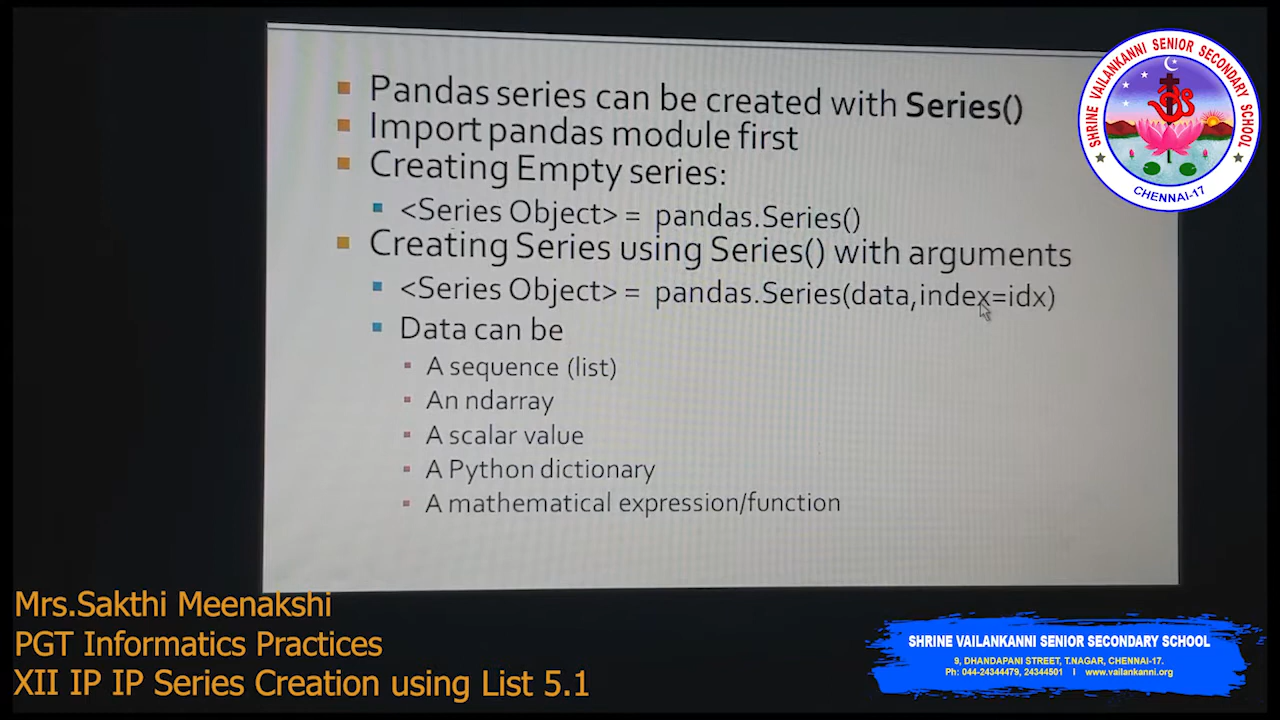 Pandas series can be created with Series()
Import pandas module first
Creating Empty series:
<Series Object> = pandas.Series()
Creating Series using Series() with arguments
<Series Object> = pandas.Series(data,index=idx)
Data can be
A sequence (list)
An ndarray
A scalar value
A Python dictionary
A mathematical expression/function
SHRINE VAILANKANNI SENIOR SECONDARY SCHOOL
CHENNAI-17
Mrs.Sakthi Meenakshi
PGT Informatics Practices
XII IP IP Series Creation using List 5.1
SHRINE VAILANKANNI SENIOR SECONDARY SCHOOL
9, DHANDAPANI STREET, T.NAGAR, CHENNAI-17.
Ph: 044-24344479, 24344501 I www.vailankanni.org